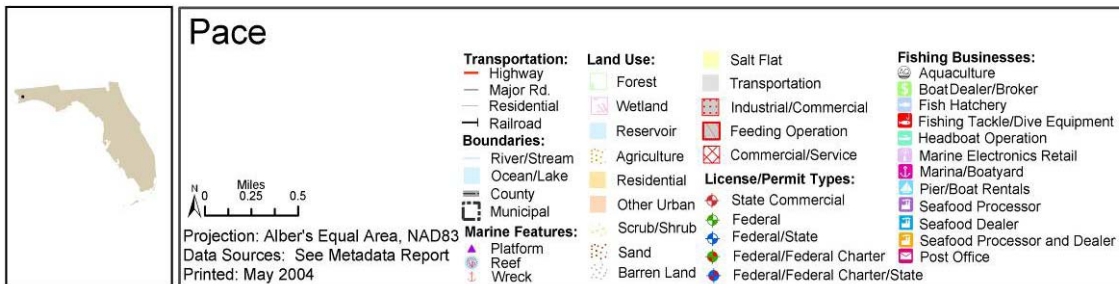 Pace
N
Miles
0 0.25 0.5
Projection: Alber's Equal Area, NAD83
Data Sources: See Metadata Report
Printed: May 2004
Transportation:
Highway
Major Rd.
Residential
Railroad
Boundaries:
River/Stream
Ocean/Lake
County
Municipal
Marine Features:
Platform
Reef
Wreck
Land Use:
Forest
Wetland
Reservoir
Agriculture
Residential
Other Urban
Scrub/Shrub
Sand
Barren Land
Salt Flat
Transportation
Industrial/Commercial
Feeding Operation
Commercial/Service
License/Permit Types:
State Commercial
Federal
Federal/State
Federal/Federal Charter
Federal/Federal Charter/State
Fishing Businesses:
Aquaculture
BoatDealer/Broker
Fish Hatchery
Fishing Tackle/Dive Equipment
Headboat Operation
Marine Electronics Retail
Marina/Boatyard
Pier/Boat Rentals
Seafood Processor
Seafood Dealer
Seafood Processor and Dealer
Post Office